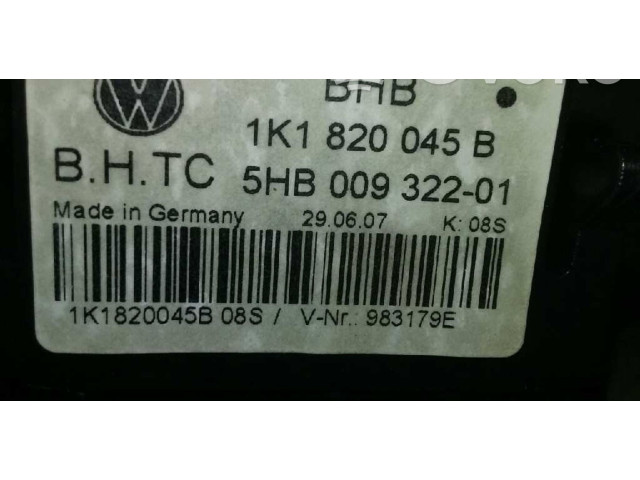 BHB
1K1 820 045 B
B.H.TC 5HB 009 322-01
Made in Germany 29.06.07 K: 08S
1K1820045B 08S / V-Nr.: 983179E